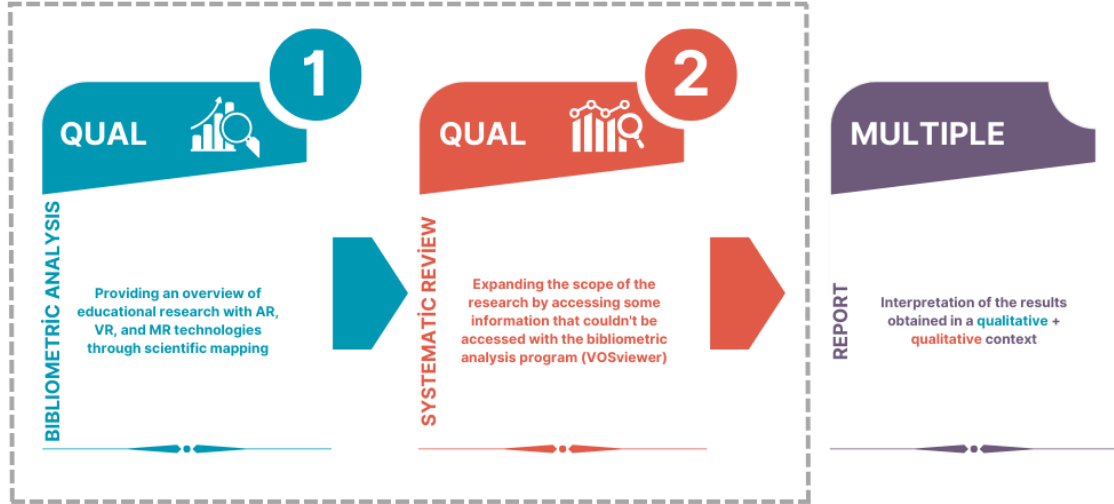 1
QUAL
BIBLIOMETRİC ANALYSIS
Providing an overview of
educational research with AR,
VR, and MR technologies
through scientific mapping
2
QUAL
SYSTEMATİC REVİEW
Expanding the scope of the
research by accessing some
information that couldn't be
accessed with the bibliometric
analysis program (VOSviewer)
MULTIPLE
REPORT
Interpretation of the results
obtained in a qualitative +
qualitative context